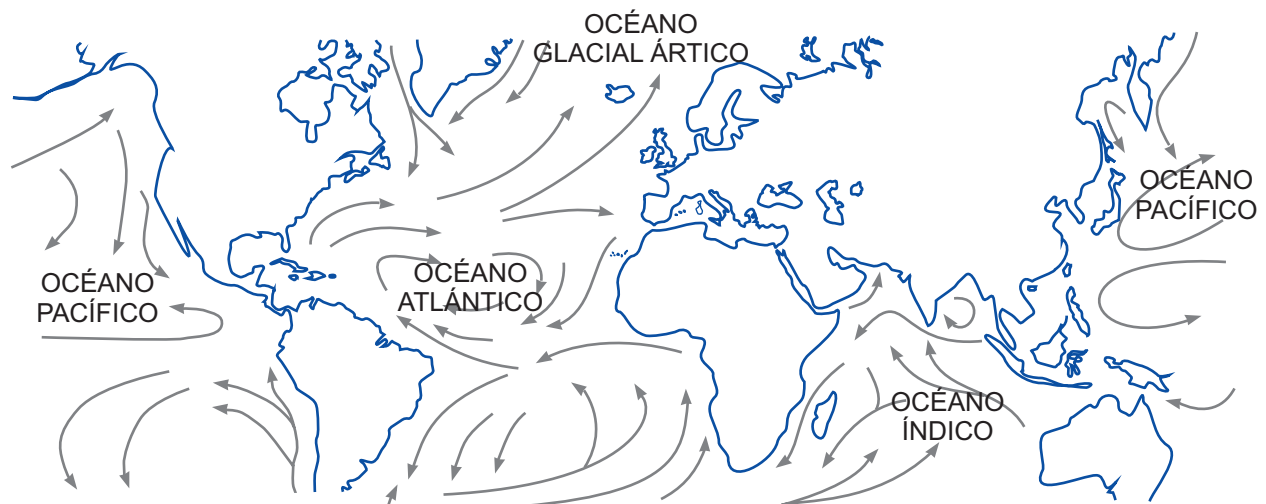 OCÉANO
GLACIAL ÁRTICO
OCÉANO
PACÍFICO
OCÉANO
PACÍFICO
OCÉANO
ATLÁNTICO
OCÉANO
ÍNDICO